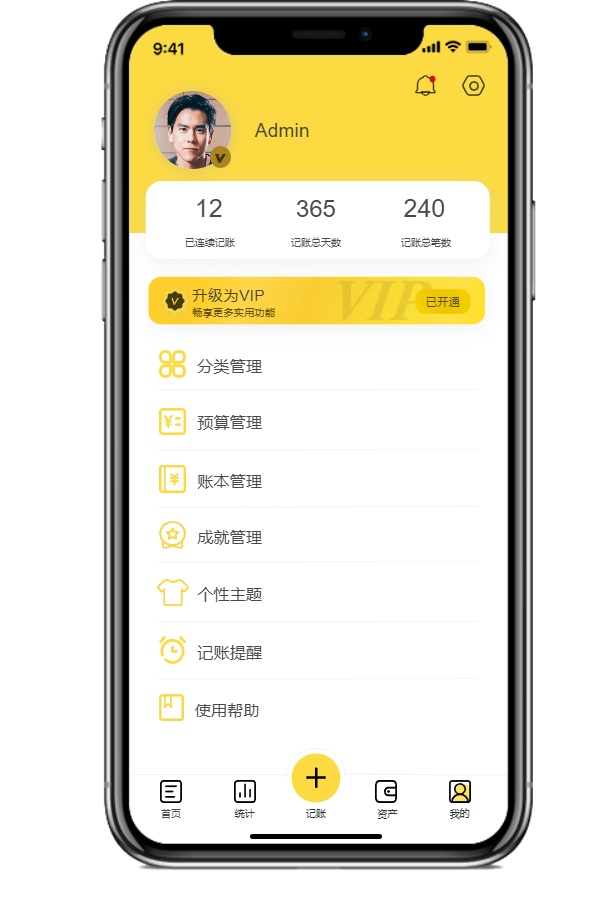 9:41
Admin
12 365 240
已连续记账 记账总天数 记账总笔数
升级为VIP
畅享更多实用功能
VIP
已开通
分类管理
预算管理
账本管理
成就管理
个性主题
记账提醒
使用帮助
首页 统计 记账 资产 我的